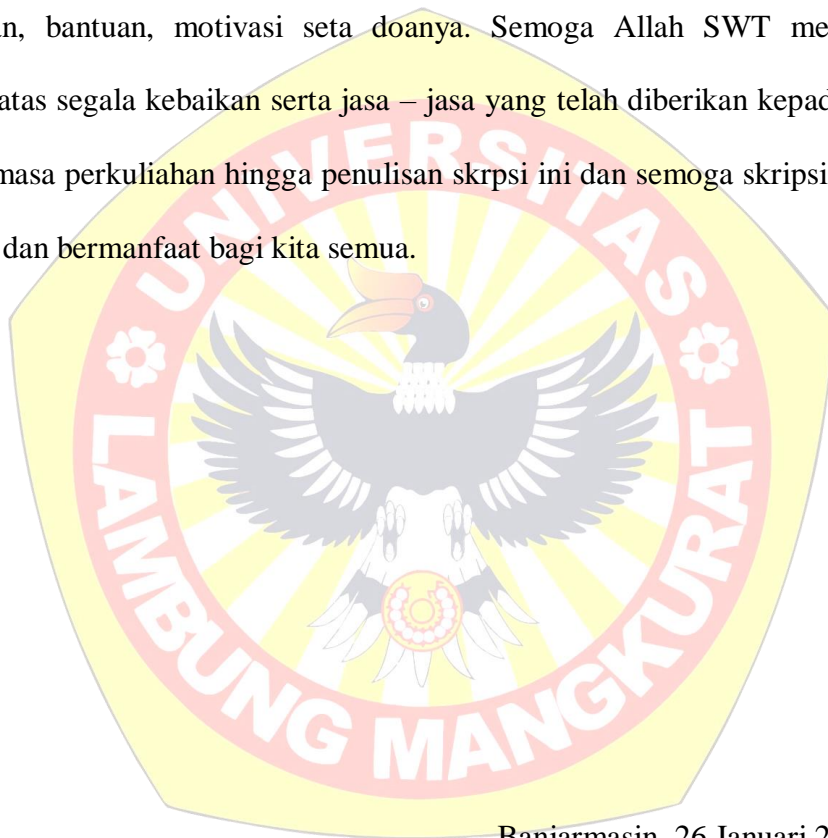 an, bantuan, motivasi seta doanya. Semoga Allah SWT me
atas segala kebaikan serta jasa – jasa yang telah diberikan kepad
masa perkuliahan hingga penulisan skrpsi ini dan semoga skripsi
dan bermanfaat bagi kita semua.
UNIVERSITAS
LAMBUNG MANGKURAT
Banjarmasin, 26 Januari 2